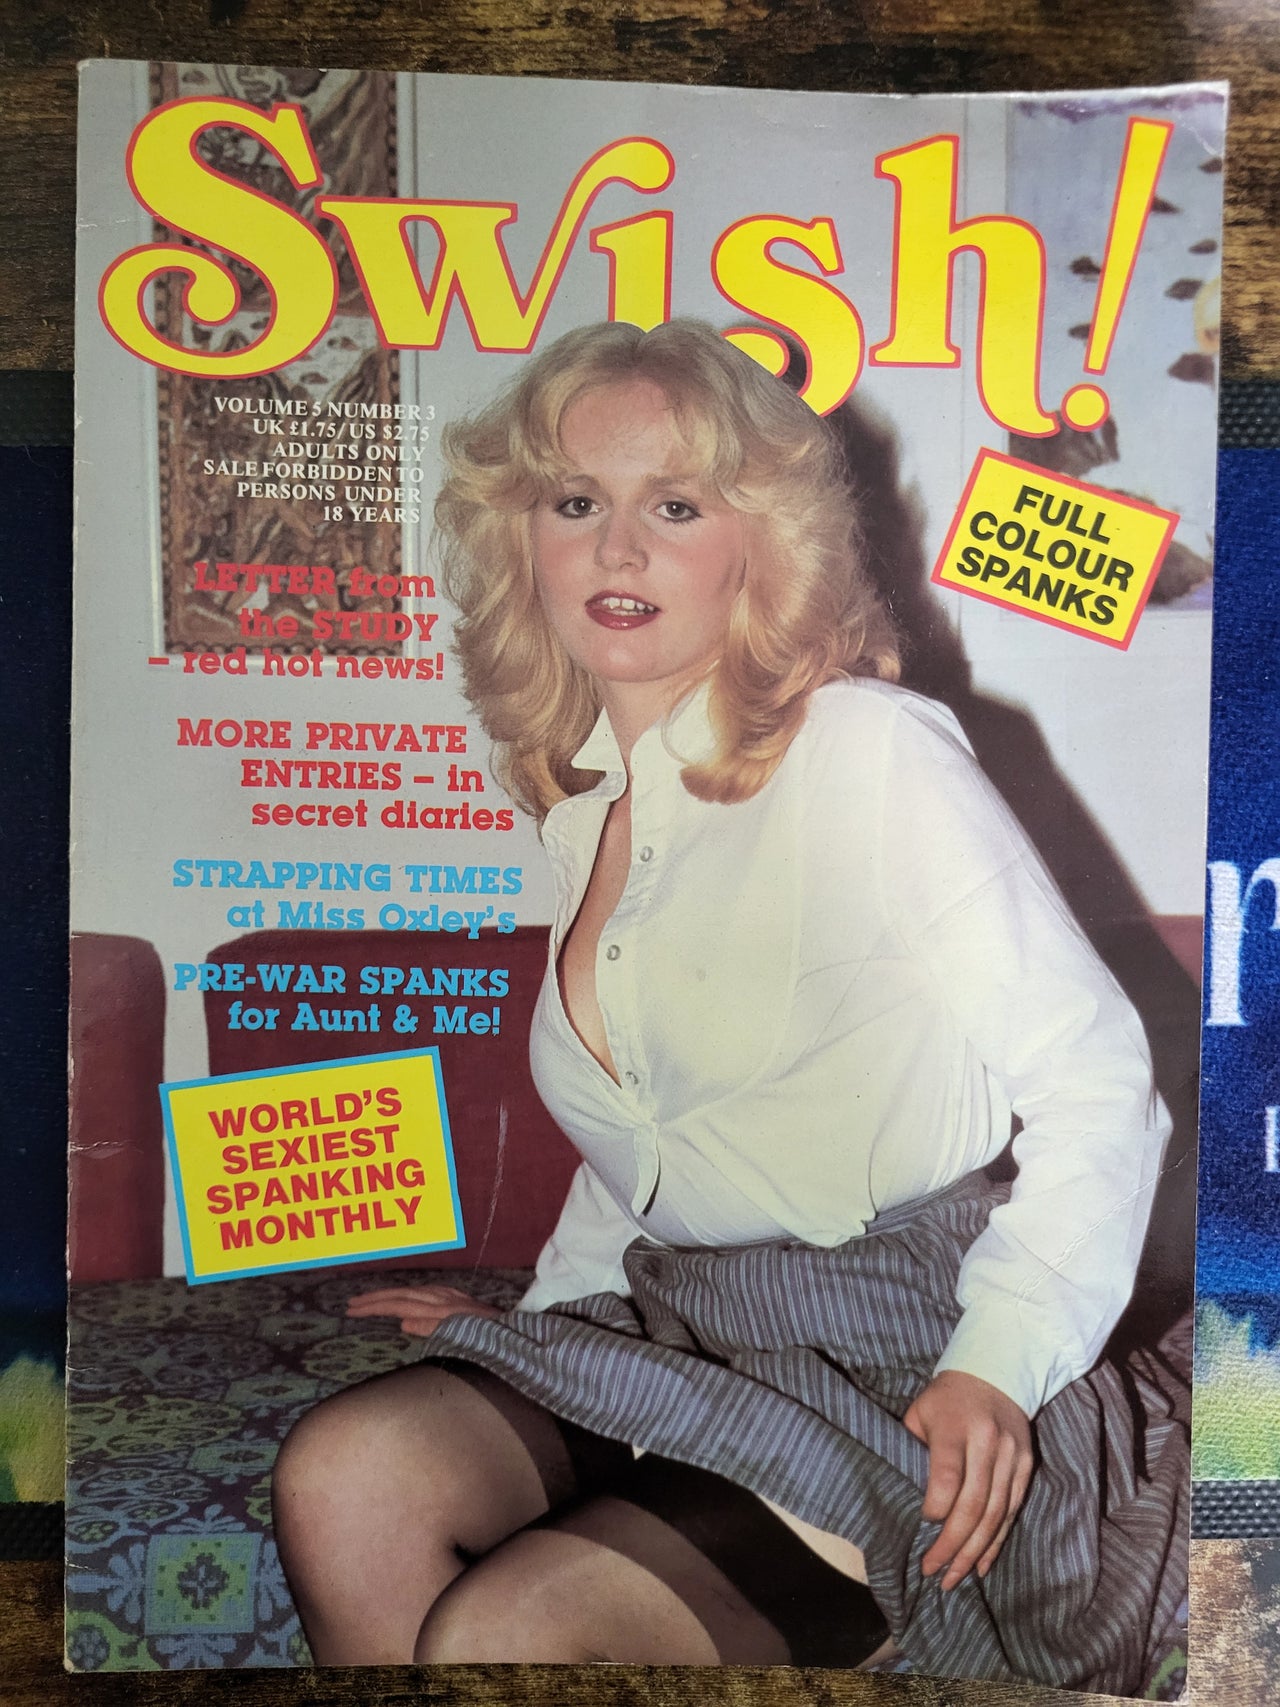 Swish!
VOLUME 5 NUMBER 3
UK £1.75/US $2.75
ADULTS ONLY
SALE FORBIDDEN TO
PERSONS UNDER
18 YEARS
FULL
COLOUR
SPANKS
LETTER from
the STUDY
– red hot news!
MORE PRIVATE
ENTRIES – in
secret diaries
STRAPPING TIMES
at Miss Oxley's
PRE-WAR SPANKS
for Aunt & Me!
WORLD'S
SEXIEST
SPANKING
MONTHLY